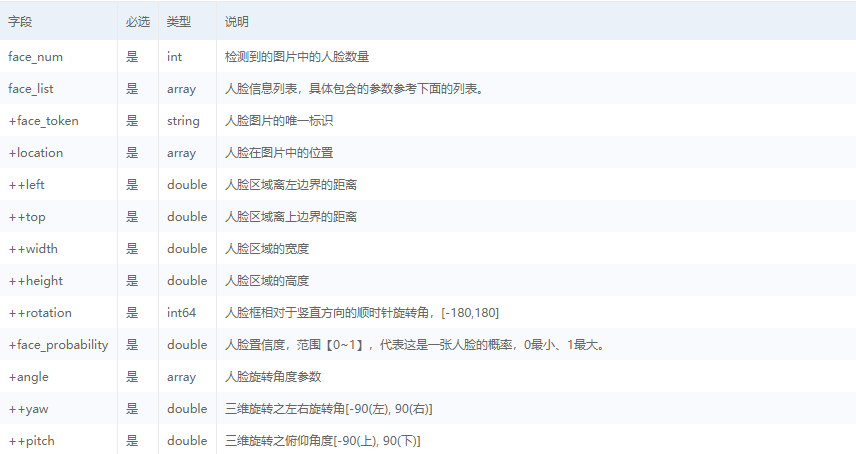 字段 必选 类型 说明
face_num 是 int 检测到的图片中的人脸数量
face_list 是 array 人脸信息列表，具体包含的参数参考下面的列表。
+face_token 是 string 人脸图片的唯一标识
+location 是 array 人脸在图片中的位置
++left 是 double 人脸区域离左边界的距离
++top 是 double 人脸区域离上边界的距离
++width 是 double 人脸区域的宽度
++height 是 double 人脸区域的高度
++rotation 是 int64 人脸框相对于竖直方向的顺时针旋转角，[-180,180]
+face_probability 是 double 人脸置信度，范围【0~1】，代表这是一张人脸的概率，0最小、1最大。
+angle 是 array 人脸旋转角度参数
++yaw 是 double 三维旋转之左右旋转角[-90(左), 90(右)]
++pitch 是 double 三维旋转之俯仰角度[-90(上), 90(下)]